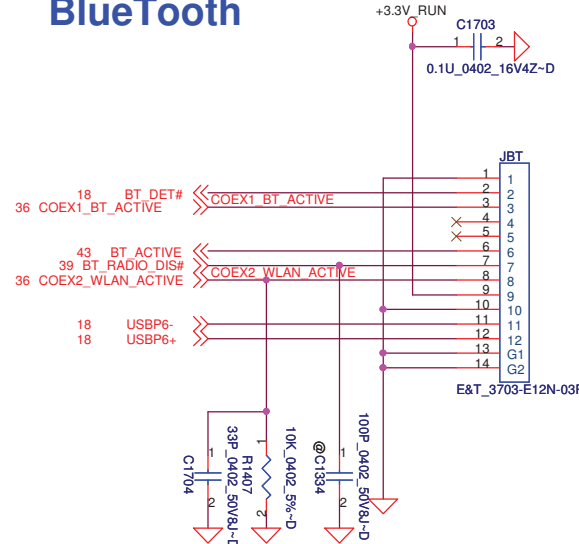 BlueTooth
+3.3V_RUN
C1703
1 2
0.1U_0402_16V4Z~D
JBT
1 1
18 BT_DET# 2 2
COEX1_BT_ACTIVE
36 COEX1_BT_ACTIVE 3 3
4 4
5 5
43 BT_ACTIVE 6 6
39 BT_RADIO_DIS# 7 7
COEX2_WLAN_ACTIVE
36 COEX2_WLAN_ACTIVE 8 8
9 9
10 10
18 USBP6- 11 11
18 USBP6+ 12 12
13 G1
14 G2
E&T_3703-E12N-03
1
2
33P_0402_50V8J~D
C1704
1
2
10K_0402_5%~D
R1407
1
2
100P_0402_50V8J~D
@C1334